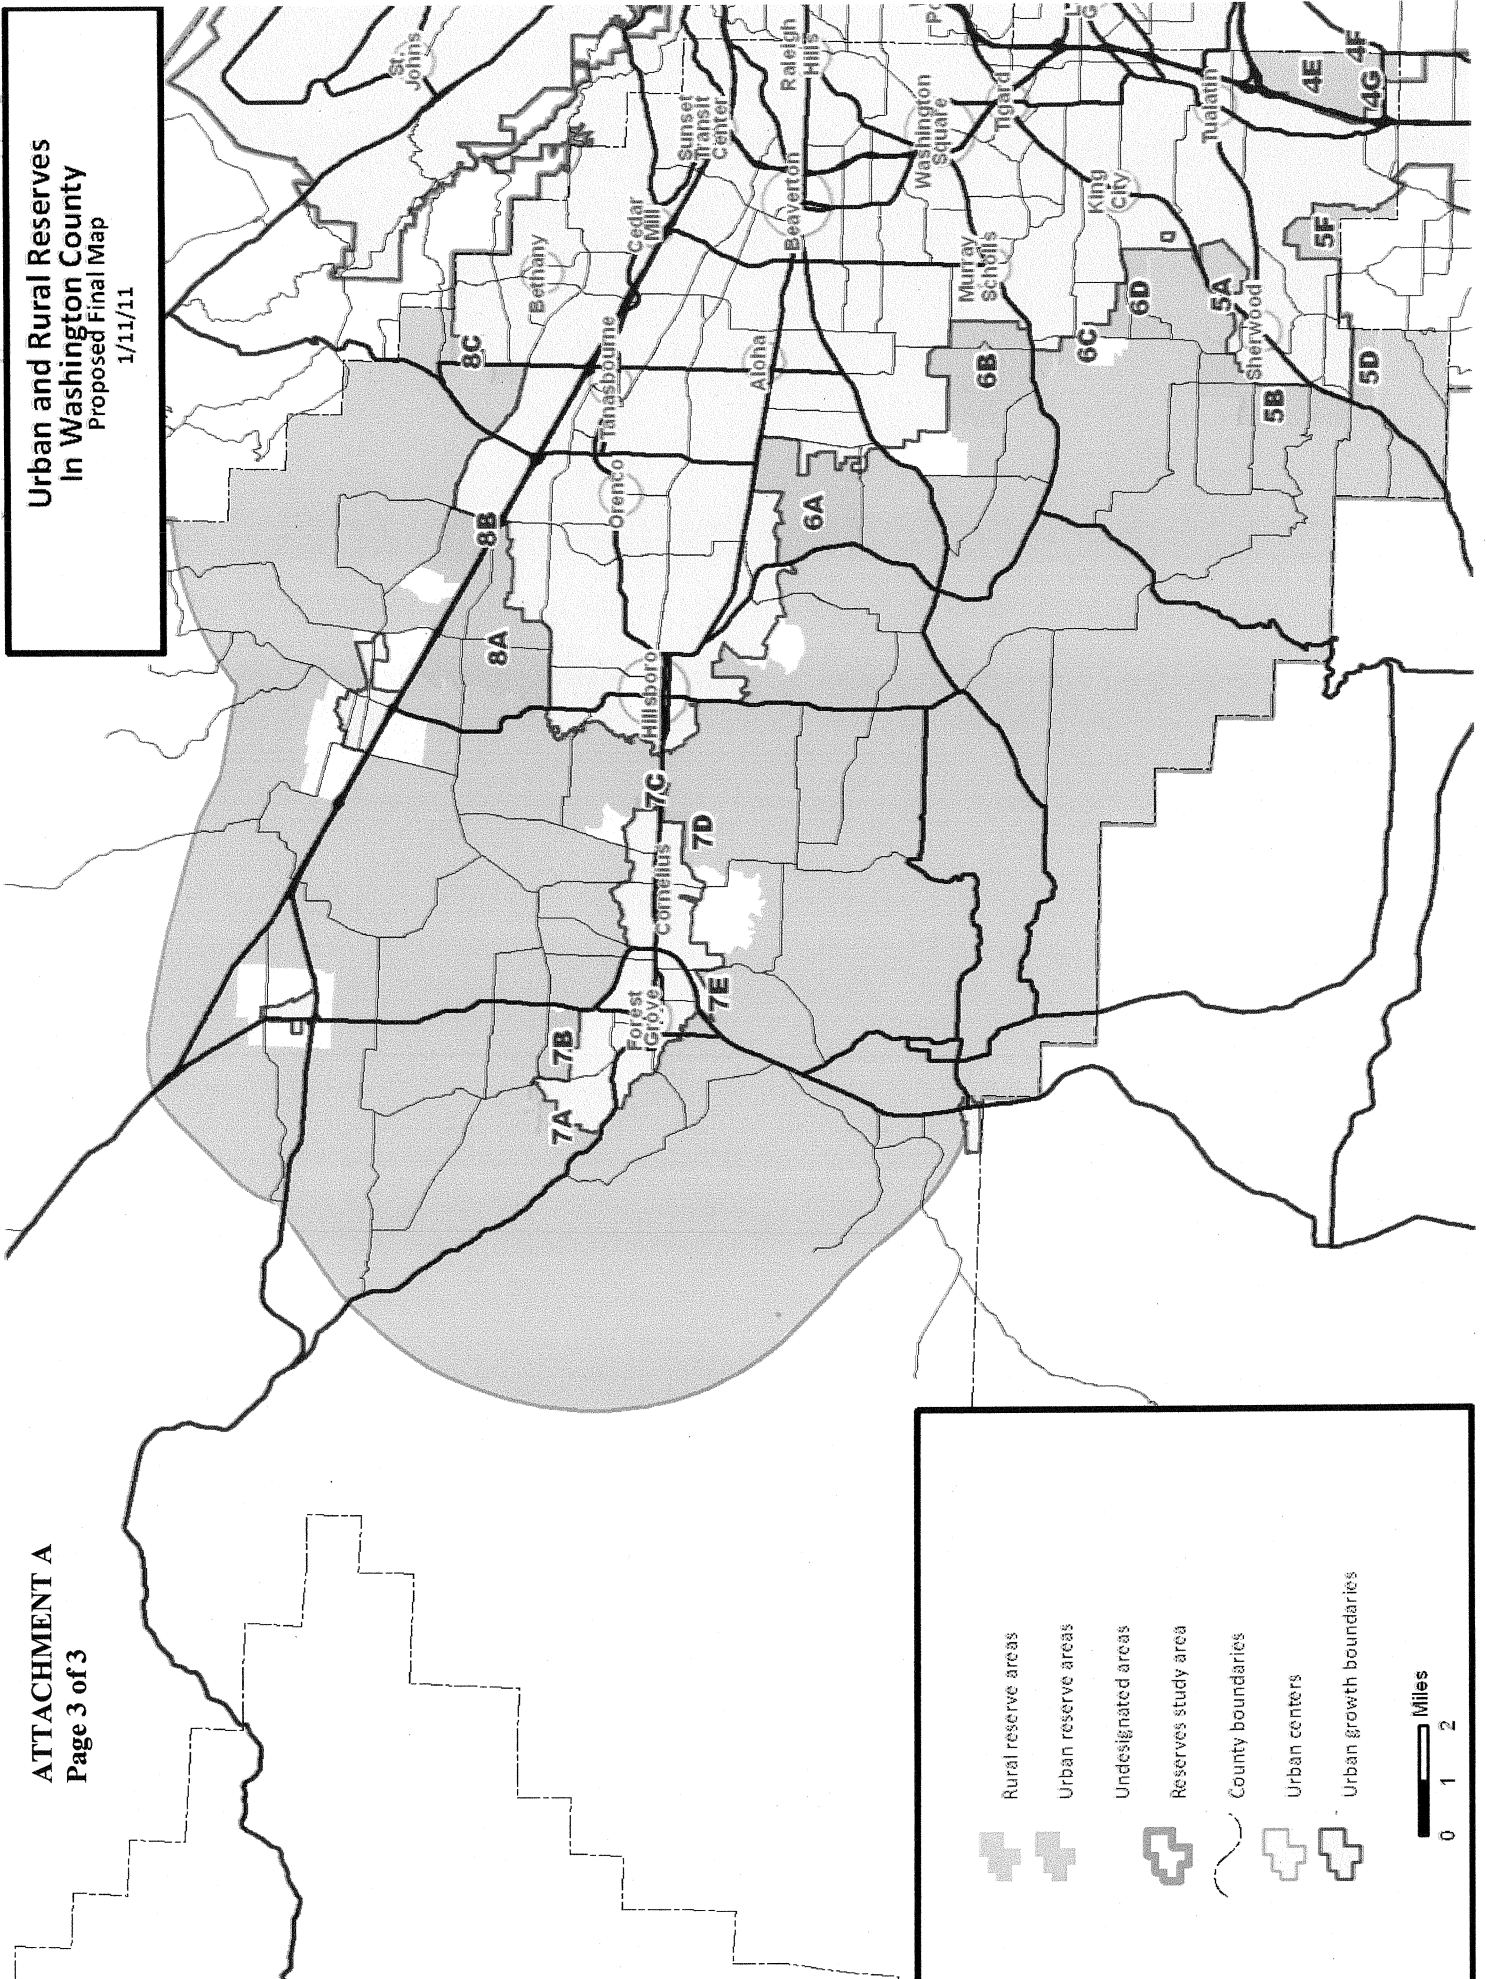 ATTACHMENT A
Page 3 of 3
Urban and Rural Reserves
In Washington County
Proposed Final Map
1/11/11
St.
Johns
Raleigh
Hills
Sunset
Transit
Center
Washington
Square
Tigard
Tualatin
4E
4F
4G
Beaverton
Cedar
Mill
Bethany
King
City
Murray
Scholls
5F
6D
5A
Sherwood
8C
Tanasbourne
Aloha
6B
6C
5B
5D
Orenco
6A
8B
8A
Hillsboro
7C
7D
Cornelius
7E
Forest
Grove
7B
7A
Rural reserve areas
Urban reserve areas
Undesignated areas
Reserves study area
County boundaries
Urban centers
Urban growth boundaries
Miles
0 1 2